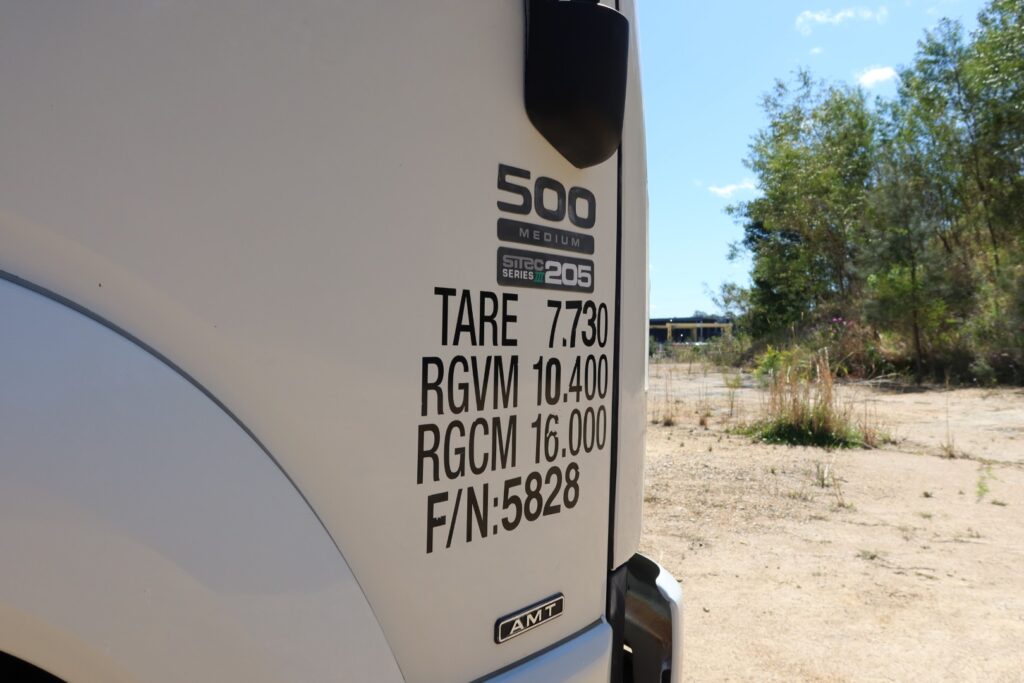 500
MEDIUM
SiTEC
SERIES III 205
TARE 7.730
RGVM 10.400
RGCM 16.000
F/N:5828
AMT